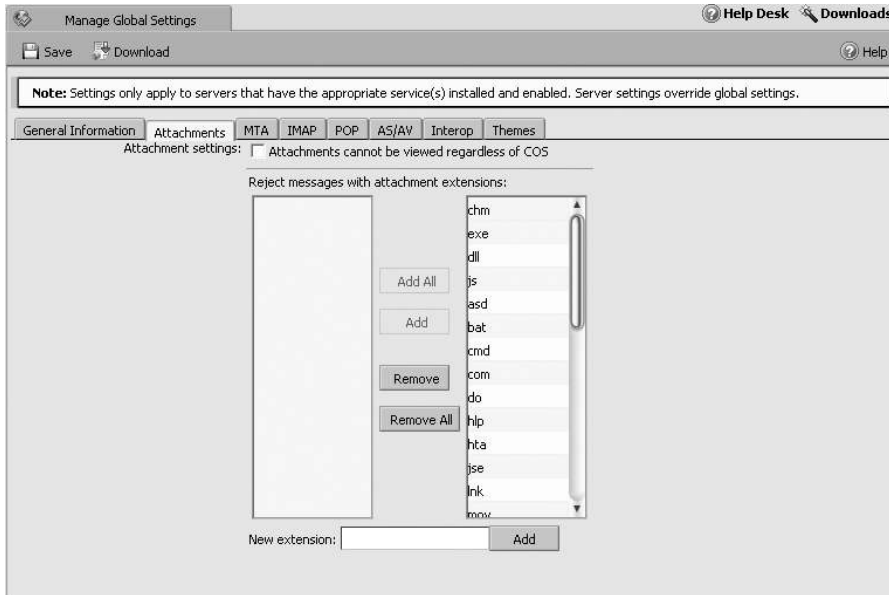 Manage Global Settings
Help Desk Downloads
Save Download
Help
Note: Settings only apply to servers that have the appropriate service(s) installed and enabled. Server settings override global settings.
General Information Attachments MTA IMAP POP AS/AV Interop Themes
Attachment settings: Attachments cannot be viewed regardless of COS
Reject messages with attachment extensions:
Add All
Add
Remove
Remove All
chm
exe
dll
js
asd
bat
cmd
com
do
hlp
hta
jse
lnk
mov
New extension: Add